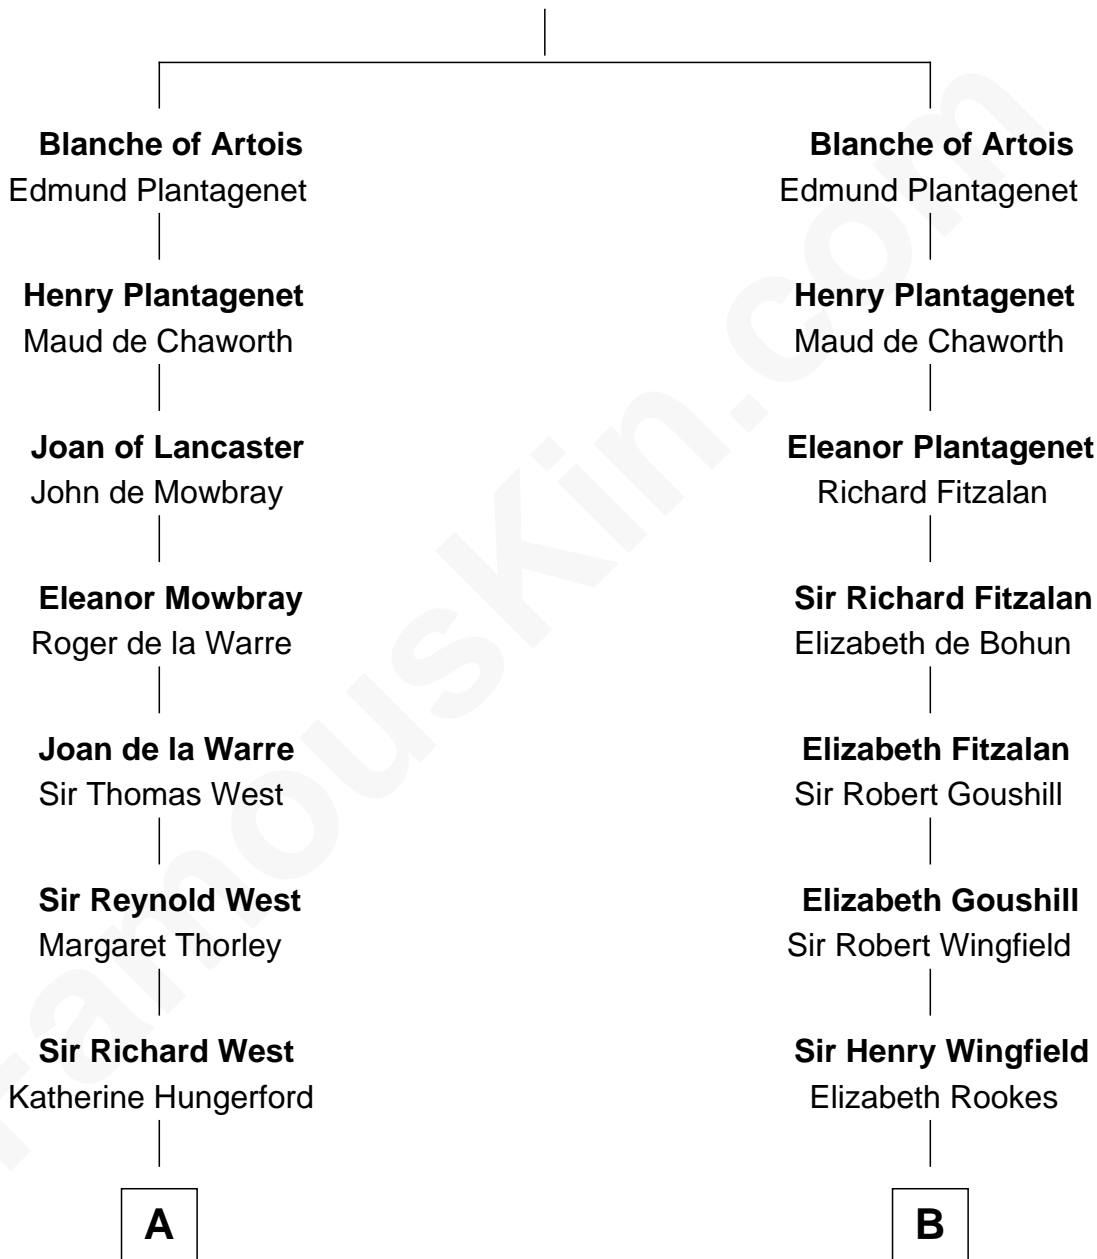 Blanche of Artois
Edmund Plantagenet
Henry Plantagenet
Maud de Chaworth
Joan of Lancaster
John de Mowbray
Eleanor Mowbray
Roger de la Warre
Joan de la Warre
Sir Thomas West
Sir Reynold West
Margaret Thorley
Sir Richard West
Katherine Hungerford
A
Blanche of Artois
Edmund Plantagenet
Henry Plantagenet
Maud de Chaworth
Eleanor Plantagenet
Richard Fitzalan
Sir Richard Fitzalan
Elizabeth de Bohun
Elizabeth Fitzalan
Sir Robert Goushill
Elizabeth Goushill
Sir Robert Wingfield
Sir Henry Wingfield
Elizabeth Rookes
B
FamousKin.com